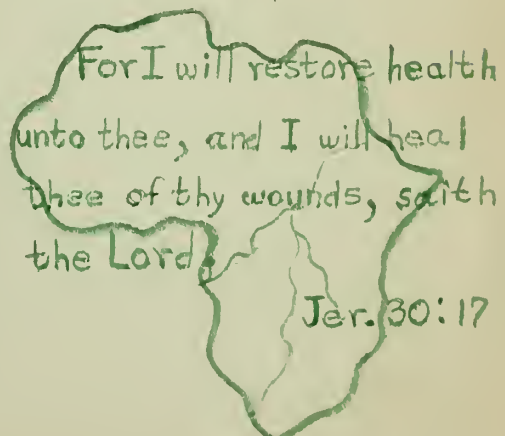 For I will restore health
unto thee, and I will heal
thee of thy wounds, saith
the Lord.
Jer. 30:17